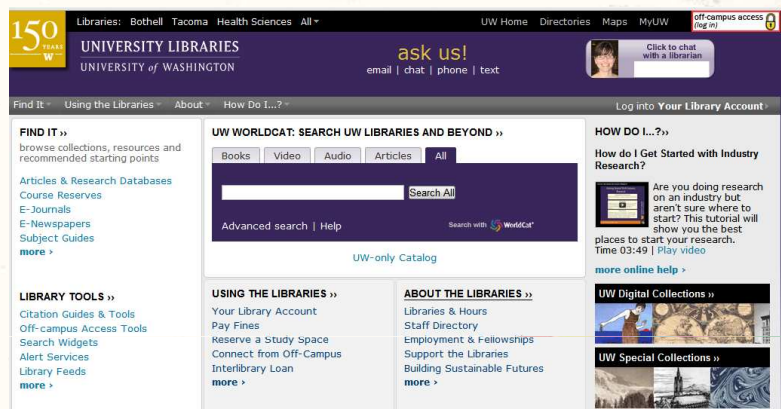 150
YEARS
W
Libraries: Bothell Tacoma Health Sciences All
UW Home Directories Maps MyUW
off-campus access
(log in)
UNIVERSITY LIBRARIES
UNIVERSITY of WASHINGTON
ask us!
email | chat | phone | text
Click to chat
with a librarian
Find It Using the Libraries About How Do I...?
Log into Your Library Account
FIND IT ››
browse collections, resources and
recommended starting points
Articles & Research Databases
Course Reserves
E-Journals
E-Newspapers
Subject Guides
more ›
UW WORLDCAT: SEARCH UW LIBRARIES AND BEYOND ››
Books Video Audio Articles All
Search All
Advanced search | Help
Search with WorldCat
UW-only Catalog
HOW DO I...?››
How do I Get Started with Industry
Research?
Are you doing research
on an industry but
aren't sure where to
start? This tutorial will
show you the best
places to start your research.
Time 03:49 | Play video
more online help ›
LIBRARY TOOLS ››
Citation Guides & Tools
Off-campus Access Tools
Search Widgets
Alert Services
Library Feeds
more ›
USING THE LIBRARIES ››
Your Library Account
Pay Fines
Reserve a Study Space
Connect from Off-Campus
Interlibrary Loan
more ›
ABOUT THE LIBRARIES ››
Libraries & Hours
Staff Directory
Employment & Fellowships
Support the Libraries
Building Sustainable Futures
more ›
UW Digital Collections ››
UW Special Collections ››